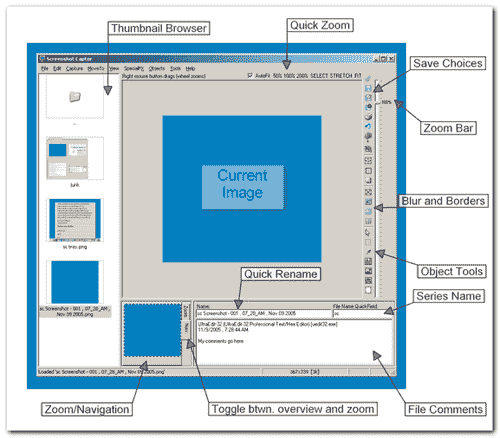 Thumbnail Browser
Quick Zoom
Screenshot Captor
File Edit Capture MoveTo View SpecialFX Objects Tools Help
Right mouse button drags (wheel zooms)
AutoFit 50% 100% 200% SELECT STRETCH FIT
Save Choices
100%
Zoom Bar
...
junk
Current
Image
Blur and Borders
Object Tools
Quick Rename
Series Name
Name:
File Name QuickField:
sc Screenshot - 001 , 07_28_AM , Nov 09 2005
sc
sc Screenshot - 001 , 07_28_AM ,
Nov 09 2005.png
Zoom
Nav
UltraEdit-32 [UltraEdit-32 Professional Text/Hex Editor] [uedit32.exe]
11/9/2005 , 7:28:44 AM
My comments go here
Loaded 'sc Screenshot - 001 , 07_28_AM , Nov 09 2005.png'
Zoom/Navigation
Toggle btwn. overview and zoom
File Comments